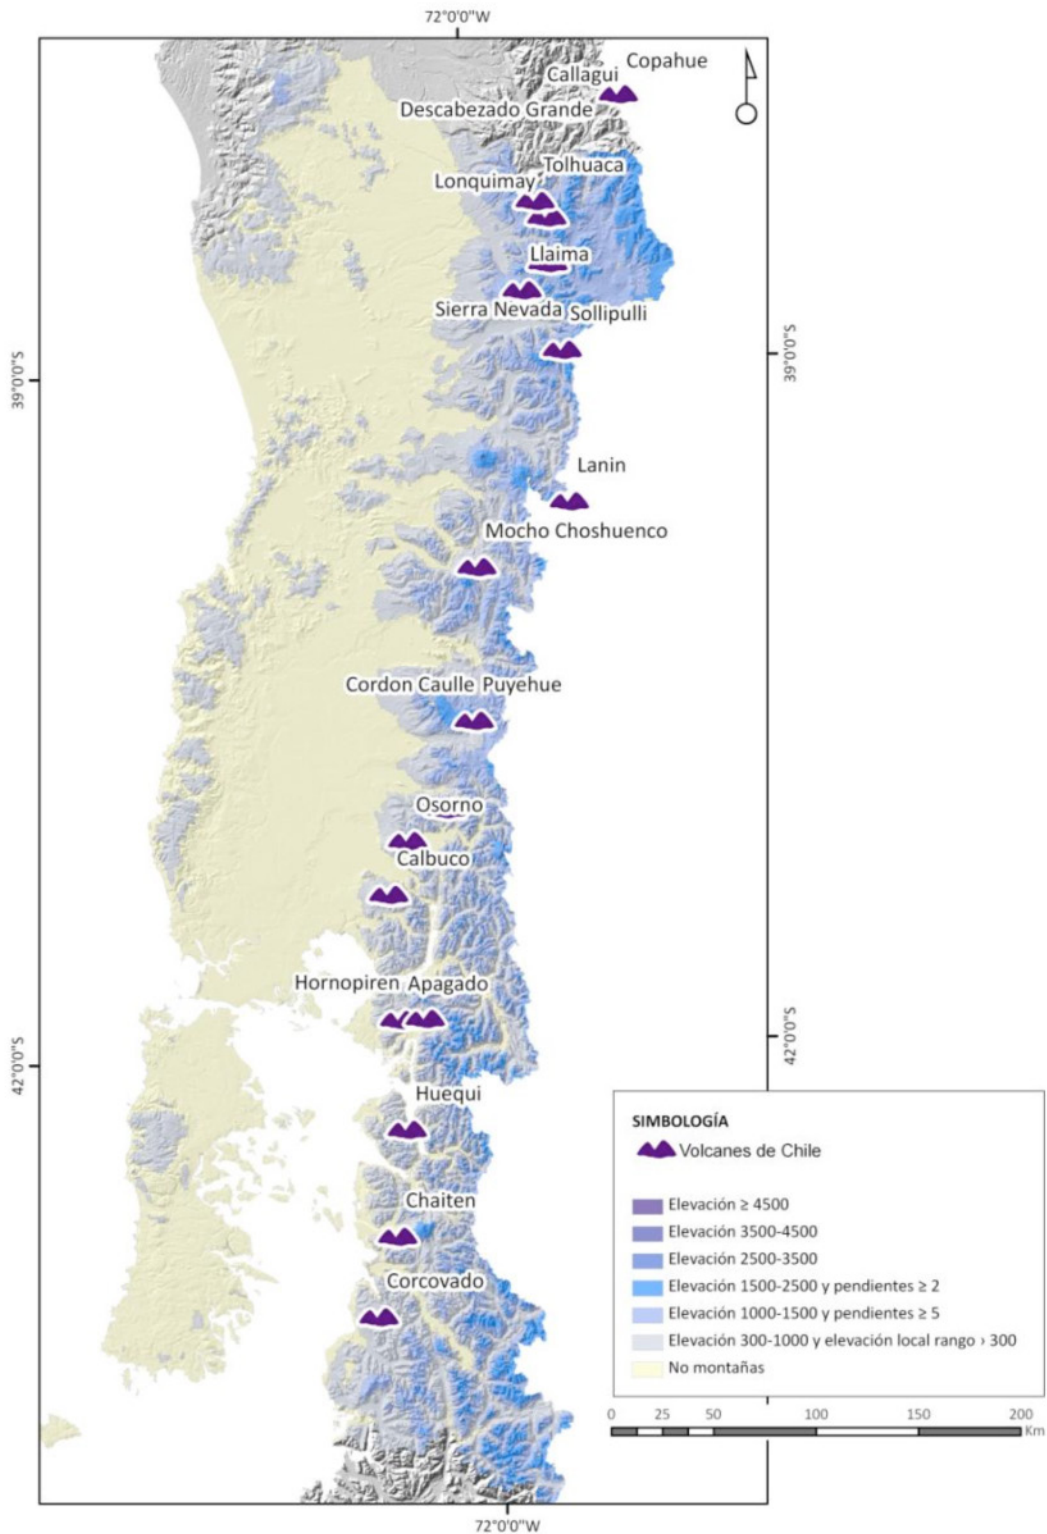 72°0'0"W
Copahue
Callagui
Descabezado Grande
Tolhuaca
Lonquimay
Llaima
Sierra Nevada
Sollipulli
39°0'0"S
39°0'0"S
Lanin
Mocho Choshuenco
Cordon Caulle Puyehue
Osorno
Calbuco
Hornopiren Apagado
42°0'0"S
42°0'0"S
Huequi
Chaiten
Corcovado
SIMBOLOGÍA
Volcanes de Chile
Elevación ≥ 4500
Elevación 3500-4500
Elevación 2500-3500
Elevación 1500-2500 y pendientes ≥ 2
Elevación 1000-1500 y pendientes ≥ 5
Elevación 300-1000 y elevación local rango › 300
No montañas
0 25 50 100 150 200
Km
72°0'0"W